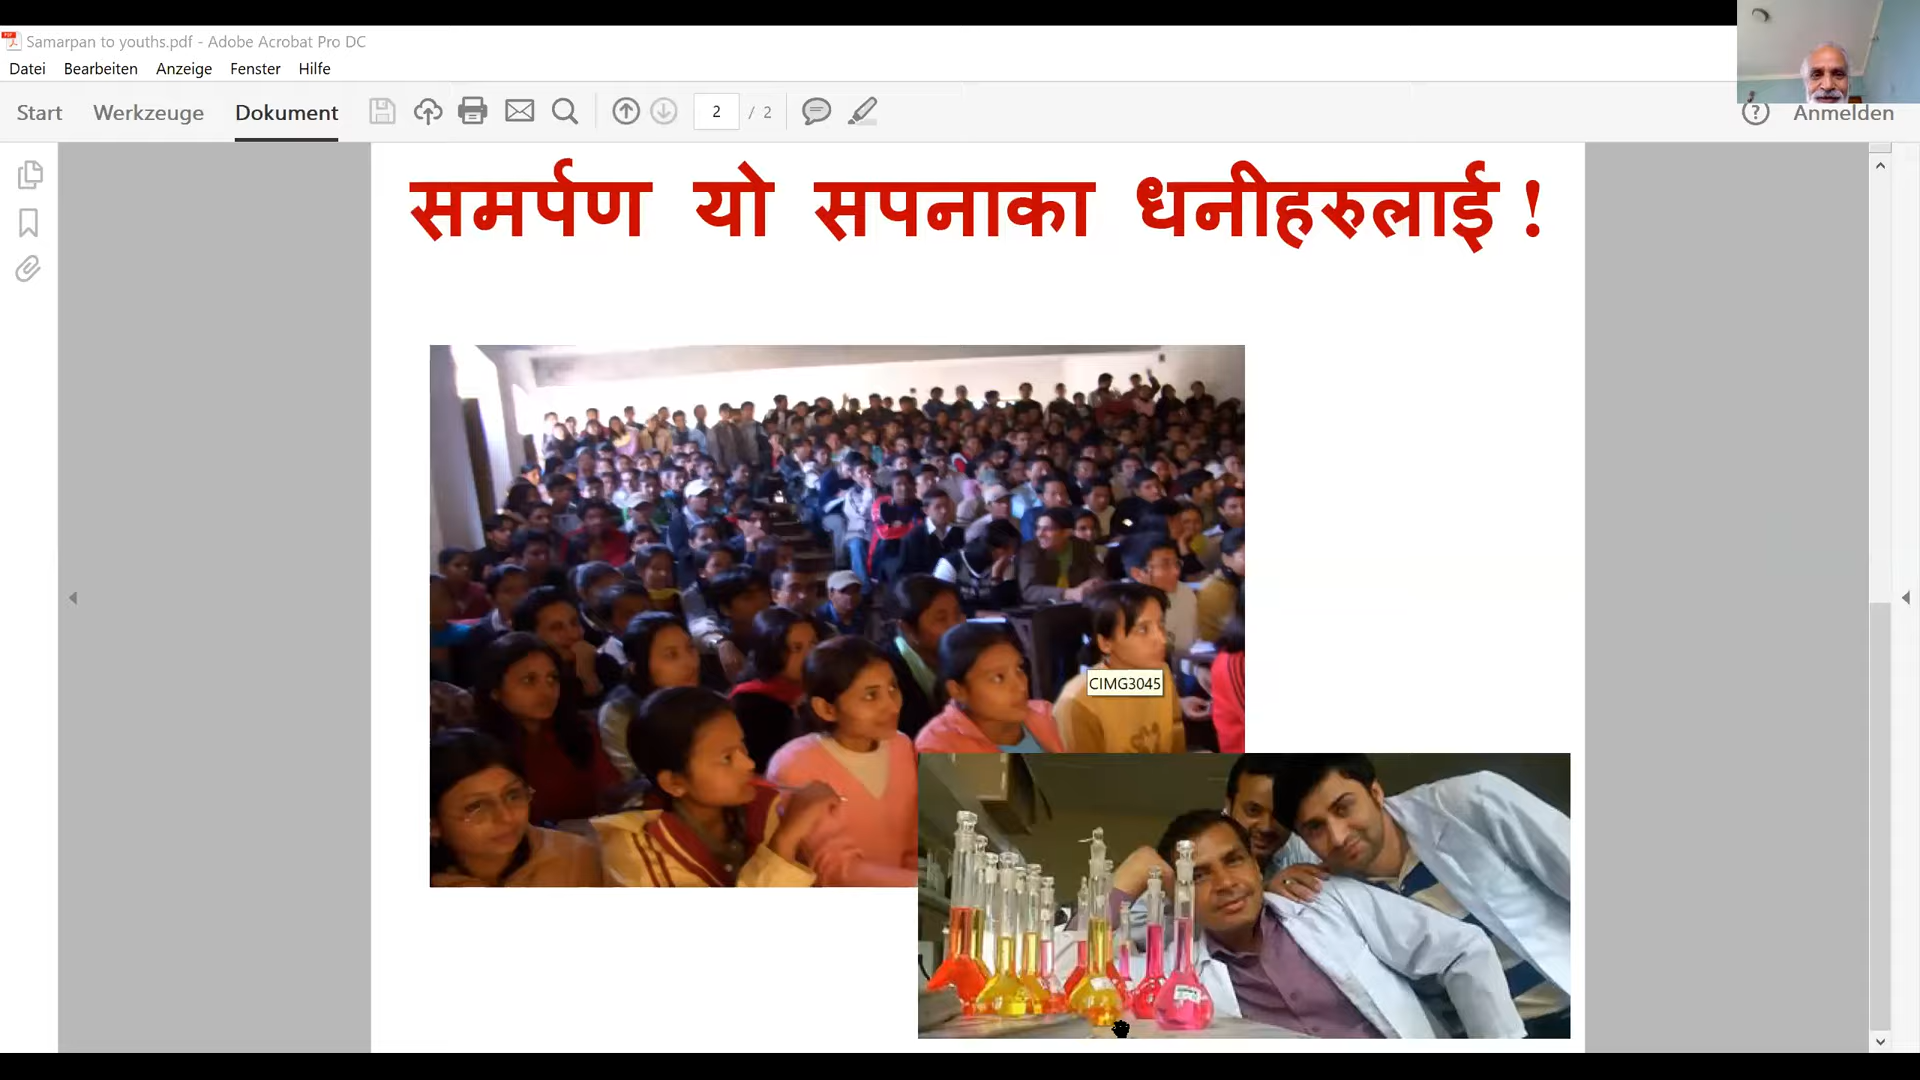 Samarpan to youths.pdf - Adobe Acrobat Pro DC
Datei Bearbeiten Anzeige Fenster Hilfe
Start Werkzeuge Dokument 2 / 2 Anmelden
समर्पण यो सपनाका धनीहरुलाई !
CIMG3045